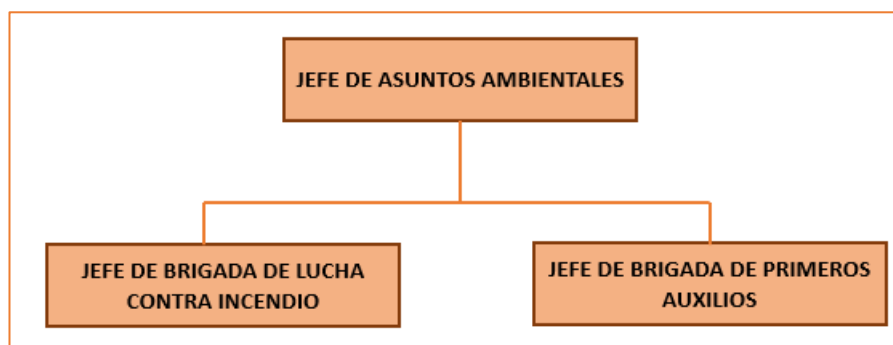 JEFE DE ASUNTOS AMBIENTALES
JEFE DE BRIGADA DE LUCHA
CONTRA INCENDIO
JEFE DE BRIGADA DE PRIMEROS
AUXILIOS